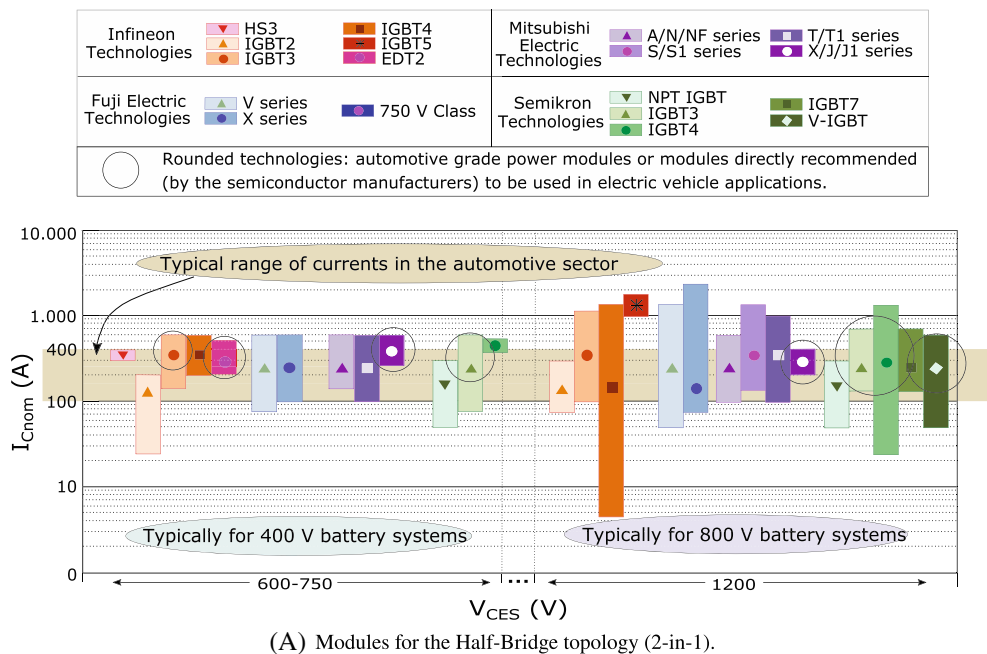 Infineon
Technologies
HS3
IGBT2
IGBT3
IGBT4
IGBT5
EDT2
Mitsubishi
Electric
Technologies
A/N/NF series
S/S1 series
T/T1 series
X/J/J1 series
Fuji Electric
Technologies
V series
X series
750 V Class
Semikron
Technologies
NPT IGBT
IGBT3
IGBT4
IGBT7
V-IGBT
Rounded technologies: automotive grade power modules or modules directly recommended
(by the semiconductor manufacturers) to be used in electric vehicle applications.
10.000
Typical range of currents in the automotive sector
1.000
400
100
10
0
ICnom (A)
Typically for 400 V battery systems
Typically for 800 V battery systems
600-750
...
1200
VCES (V)
(A) Modules for the Half-Bridge topology (2-in-1).